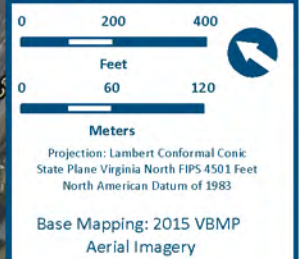 0 200 400
Feet
0 60 120
Meters
Projection: Lambert Conformal Conic
State Plane Virginia North FIPS 4501 Feet
North American Datum of 1983
Base Mapping: 2015 VBMP
Aerial Imagery